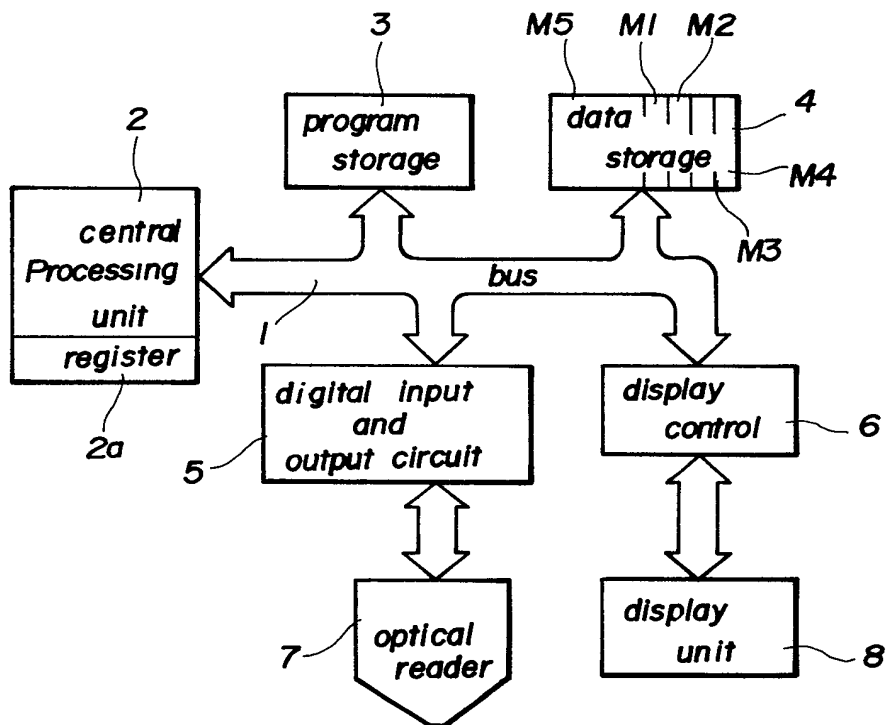 3
M5 M1 M2
program
storage
data
storage
4
M4
M3
2
central
Processing
unit
register
2a
bus
1
digital input
and
output circuit
5
display
control
6
optical
reader
7
display
unit
8